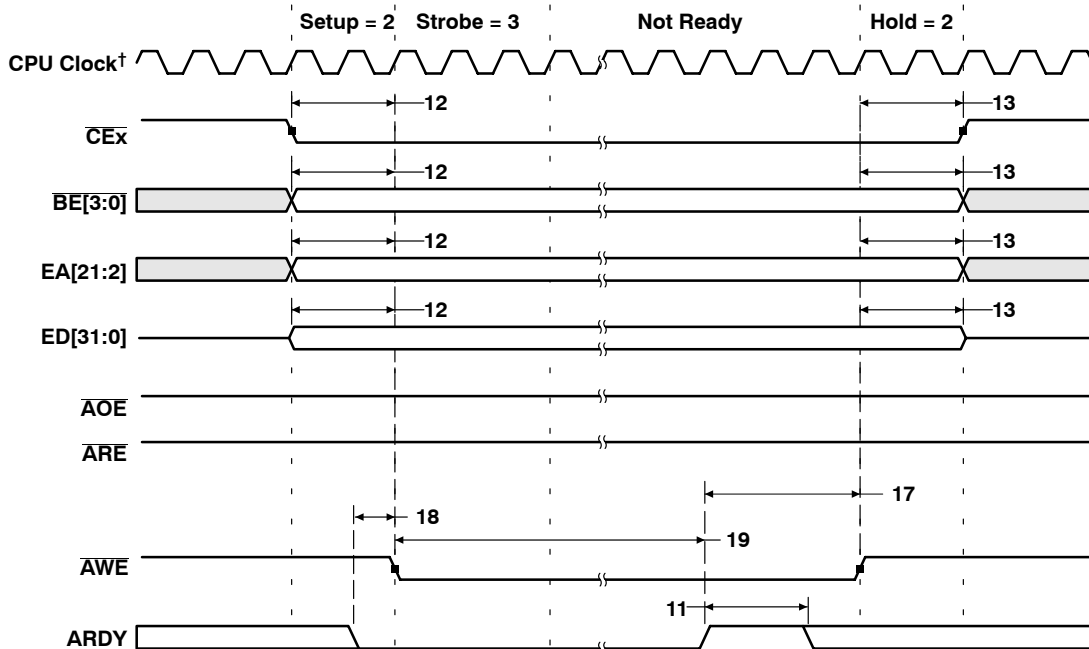 Setup = 2 Strobe = 3 Not Ready Hold = 2
CPU Clock†
12 13
CEx
12 13
BE[3:0]
12 13
EA[21:2]
12 13
ED[31:0]
AOE
ARE
17
18
19
AWE
11
ARDY